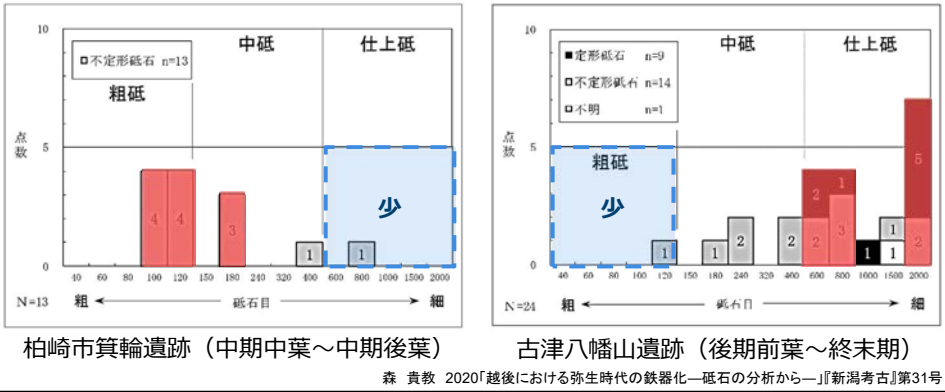 10
5
0
点数
中砥
仕上砥
粗砥
不定形砥石 n=13
4
4
3
1
1
少
40 60 80 100 120 150 180 240 320 400 600 800 1000 1500 2000
N=13 粗 砥石目 細
柏崎市箕輪遺跡（中期中葉～中期後葉）
10
5
0
点数
中砥
仕上砥
定形砥石 n=9
不定形砥石 n=14
不明 n=1
粗砥
少
1
1
2
2
2
2
1
3
1
1
1
5
2
40 60 80 100 120 150 180 240 320 400 600 800 1000 1500 2000
N=24 粗 砥石目 細
古津八幡山遺跡（後期前葉～終末期）
森 貴教 2020「越後における弥生時代の鉄器化―砥石の分析から―」『新潟考古』第31号